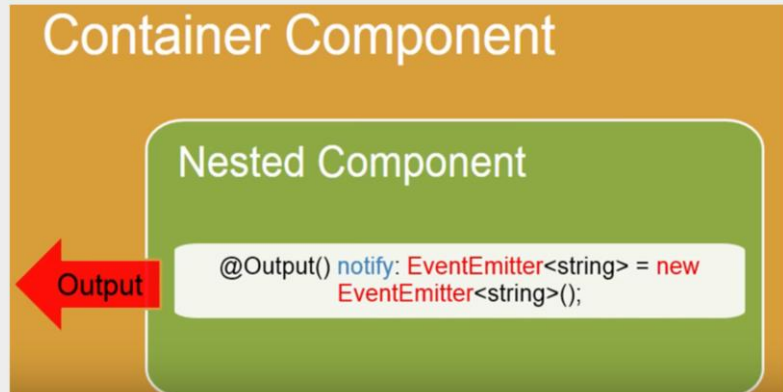 Container Component
Nested Component
@Output() notify: EventEmitter<string> = new
EventEmitter<string>();
Output